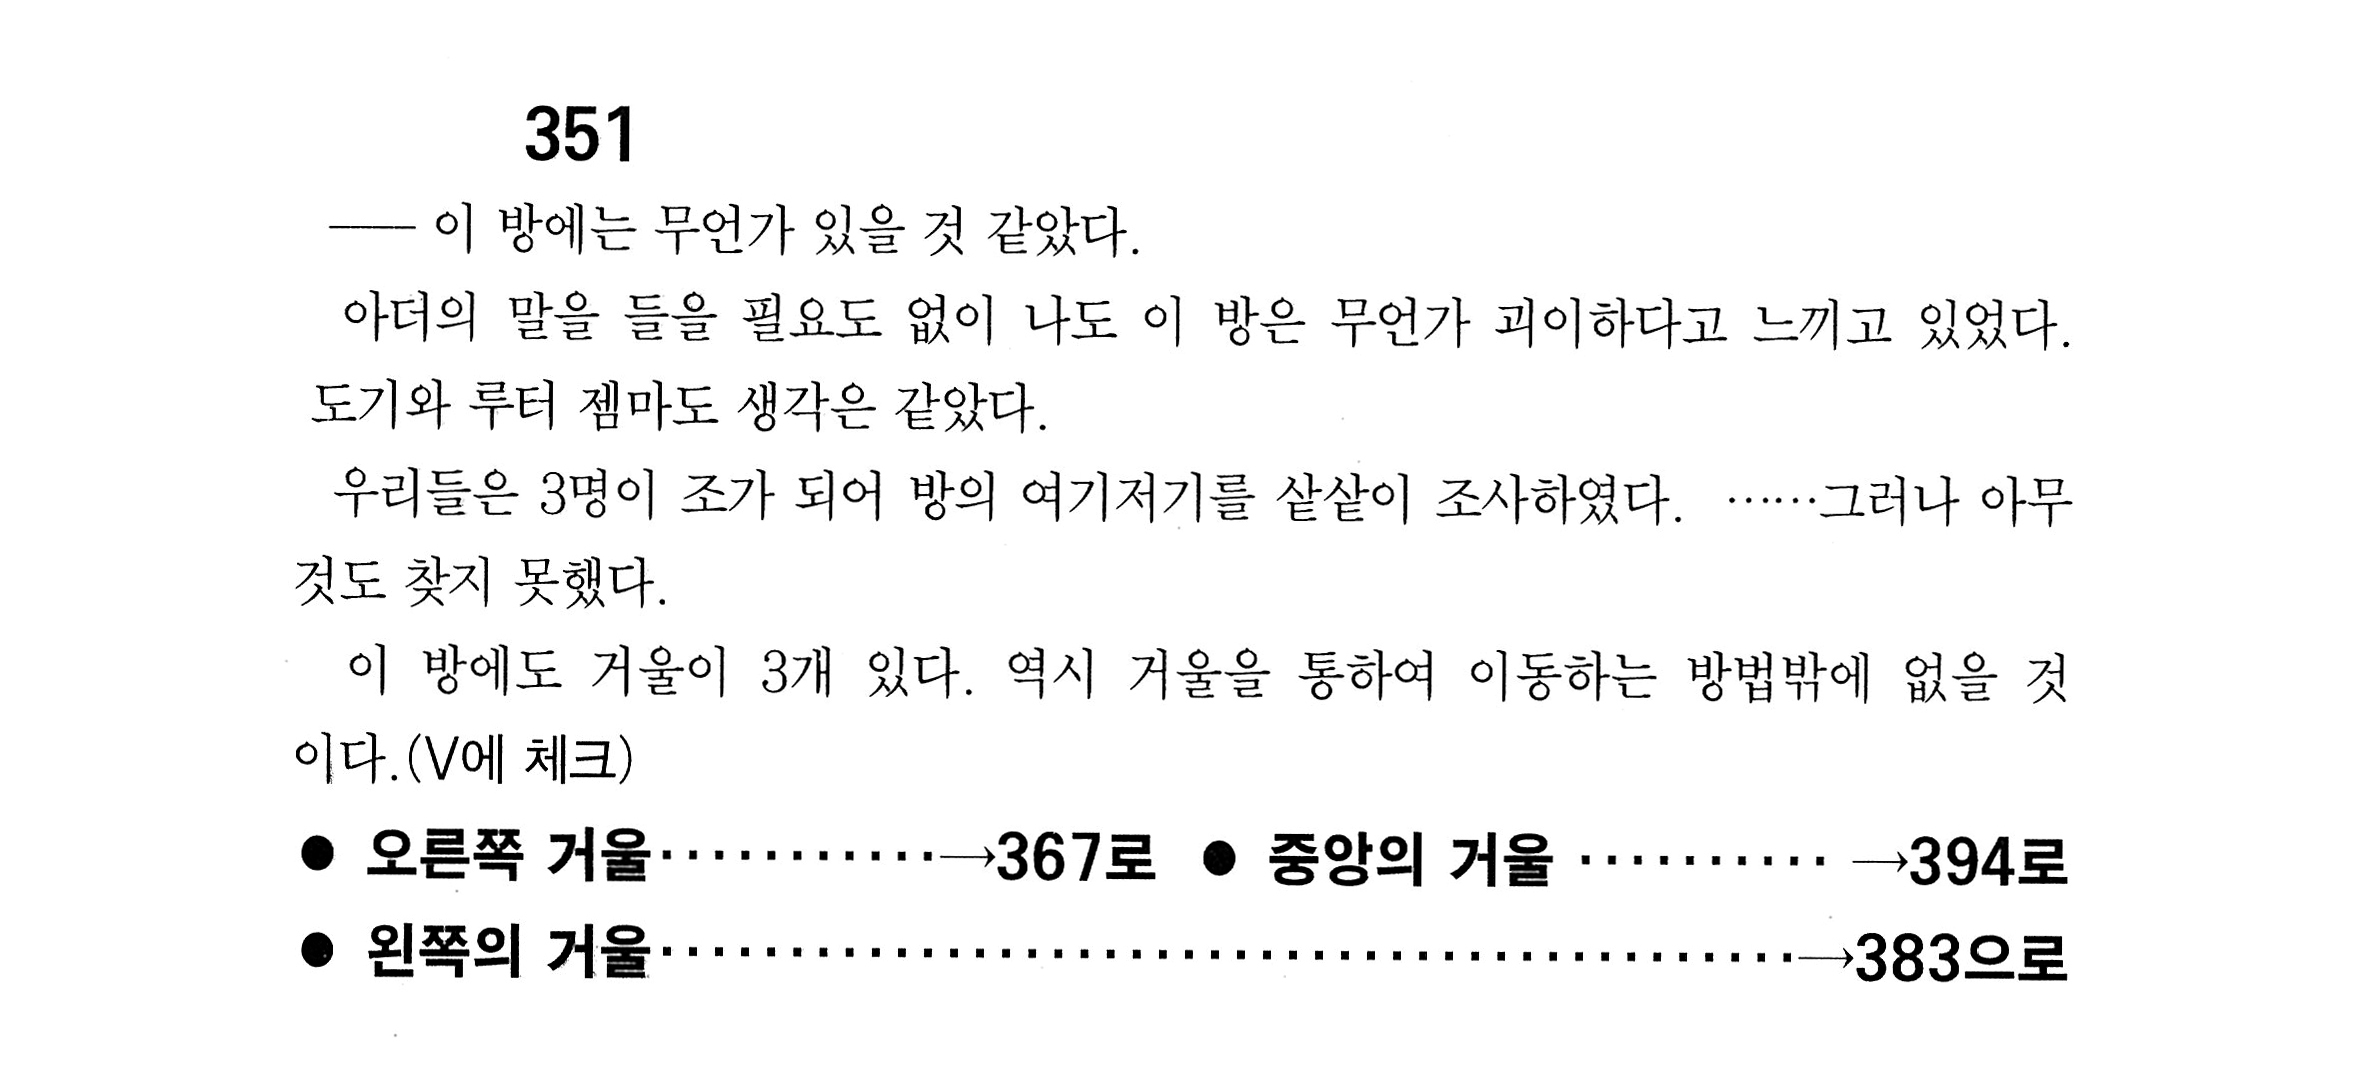 351
── 이 방에는 무언가 있을 것 같았다.
아더의 말을 들을 필요도 없이 나도 이 방은 무언가 괴이하다고 느끼고 있었다.
도기와 루터 젬마도 생각은 같았다.
우리들은 3명이 조가 되어 방의 여기저기를 샅샅이 조사하였다. ⋯⋯그러나 아무
것도 찾지 못했다.
이 방에도 거울이 3개 있다. 역시 거울을 통하여 이동하는 방법밖에 없을 것
이다.(V에 체크)
● 오른쪽 거울···········→367로 ● 중앙의 거울 ·········· →394로
● 왼쪽의 거울············································→383으로